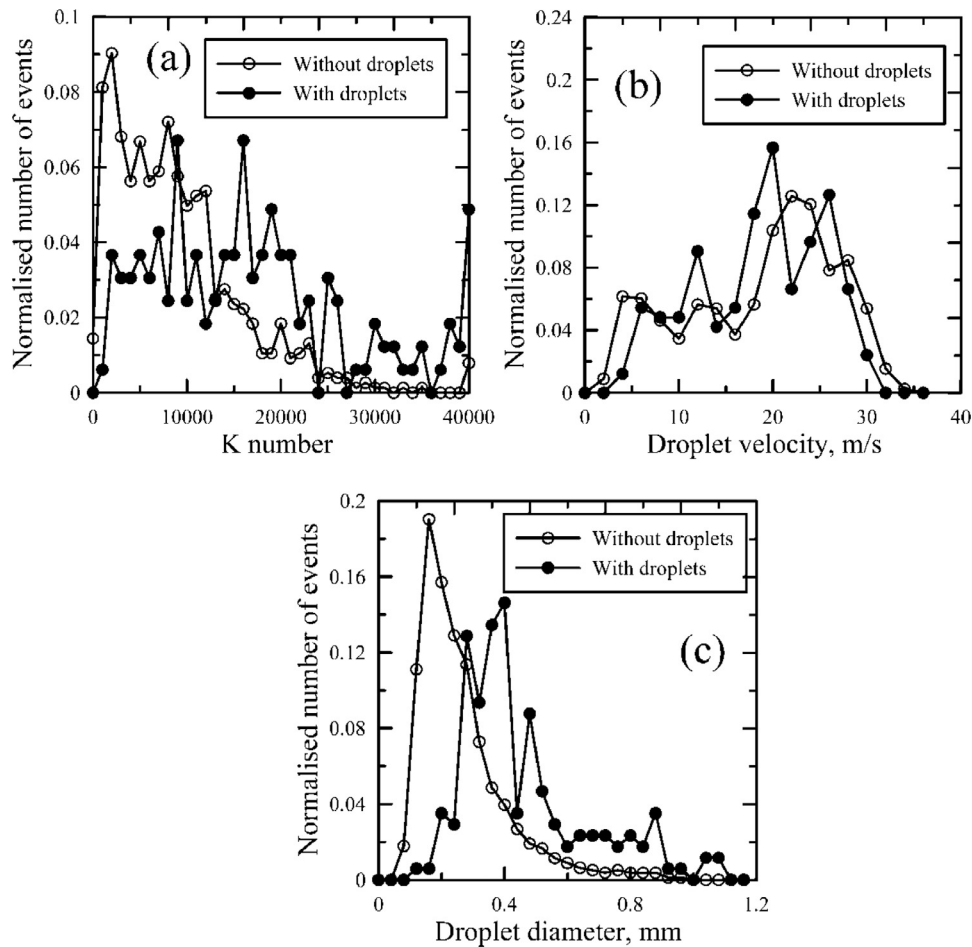 0.1
0.08
0.06
0.04
0.02
0
Normalised number of events
(a)
Without droplets
With droplets
0 10000 20000 30000 40000
K number
0.24
0.2
0.16
0.12
0.08
0.04
0
Normalised number of events
(b)
Without droplets
With droplets
0 10 20 30 40
Droplet velocity, m/s
0.2
0.16
0.12
0.08
0.04
0
Normalised number of events
Without droplets
With droplets
(c)
0 0.4 0.8 1.2
Droplet diameter, mm